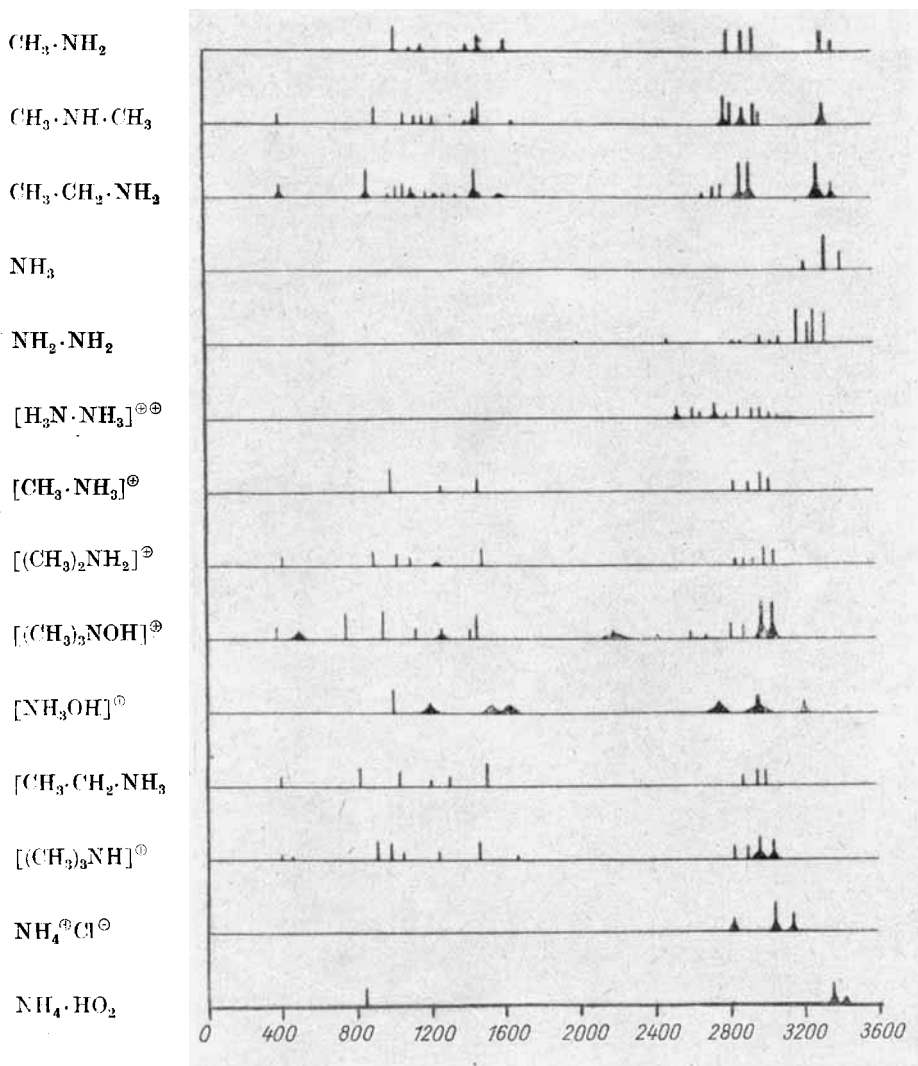 CH₃·NH₂
CH₃·NH·CH₃
CH₃·CH₂·NH₂
NH₃
NH₂·NH₂
[H₃N·NH₃]⊕⊕
[CH₃·NH₃]⊕
[(CH₃)₂NH₂]⊕
[(CH₃)₃NOH]⊕
[NH₃OH]⊕
[CH₃·CH₂·NH₃
[(CH₃)₃NH]⊕
NH₄⊕Cl⊖
NH₄·HO₂
0 400 800 1200 1600 2000 2400 2800 3200 3600